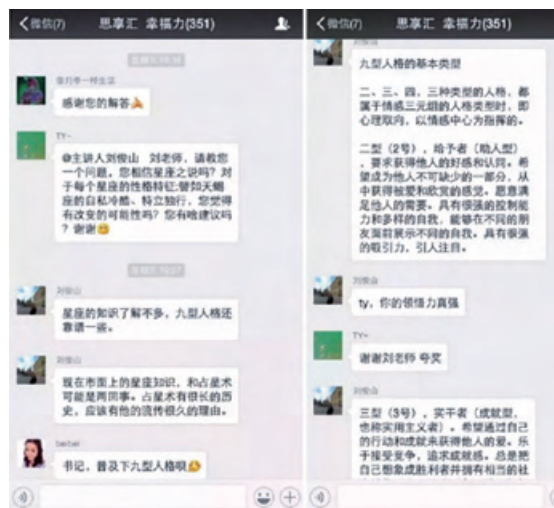 微信(7)
思享汇 幸福力(351)
感谢您的解答
TY~
@主讲人刘俊山 刘老师，请教您
一个问题。您相信星座之说吗？对
于每个星座的性格特征:譬如天蝎
座的自私冷酷、特立独行，您觉得
有改变的可能性吗？您有啥建议吗
？谢谢
刘俊山
星座的知识了解不多，九型人格还
靠谱一些。
刘俊山
现在市面上的星座知识，和占星术
可能是两回事。占星术有很长的历
史，应该有他的流传很久的理由。
beibei
书记，普及下九型人格呗
微信(7)
思享汇 幸福力(351)
刘俊山
九型人格的基本类型
二、三、四，三种类型的人格，都
属于情感三元组的人格类型时，即
心理取向，以情感中心为指挥的。
二型（2号），给予者（助人型）
，要求获得他人的好感和认同。希
望成为他人不可缺少的一部分，从
中获得被爱和欣赏的感觉。愿意满
足他人的需要。具有很强的控制能
力和多样的自我，能够在不同的朋
友面前展示不同的自我。具有很强
的吸引力，引人注目。
刘俊山
ty，你的领悟力真强
TY~
谢谢刘老师 夸奖
刘俊山
三型（3号），实干者（成就型，
也称实用主义者）。希望通过自己
的行动和成就来获得他人的爱。乐
于接受竞争，追求成就感。总是把
自己想象成胜利者并拥有相当的社